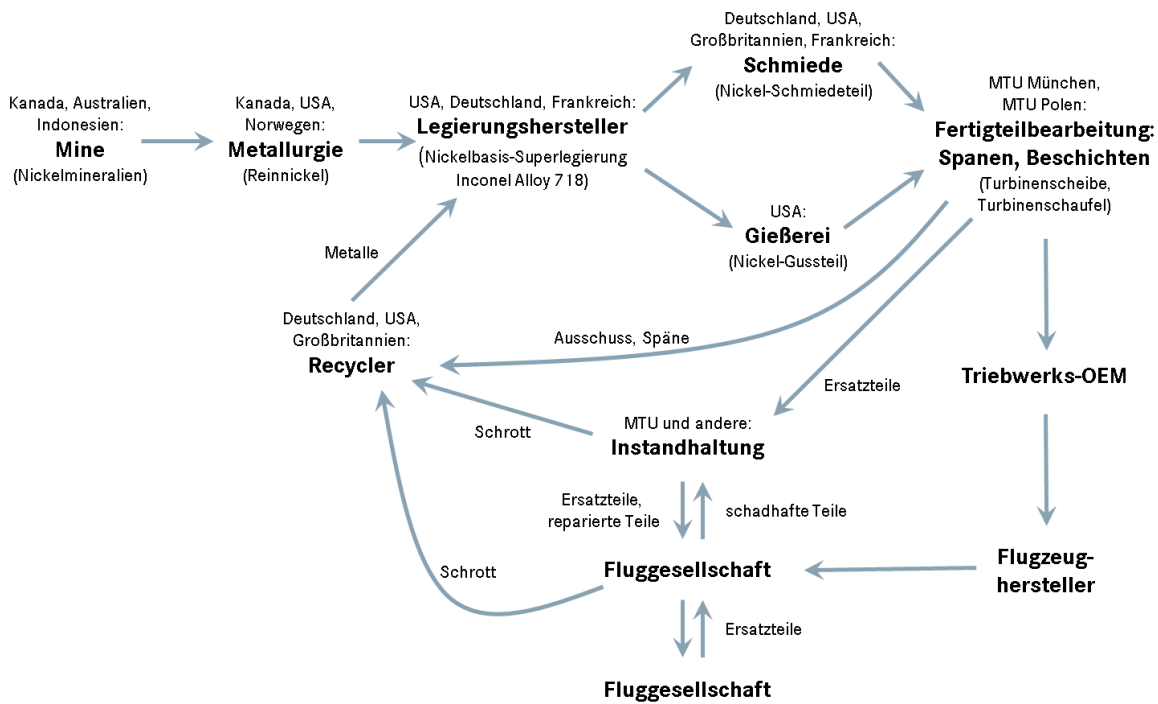 Deutschland, USA,
Großbritannien, Frankreich:
Schmiede
(Nickel-Schmiedeteil)
Kanada, Australien,
Indonesien:
Mine
(Nickelmineralien)
Kanada, USA,
Norwegen:
Metallurgie
(Reinnickel)
USA, Deutschland, Frankreich:
Legierungshersteller
(Nickelbasis-Superlegierung
Inconel Alloy 718)
MTU München,
MTU Polen:
Fertigteilbearbeitung:
Spanen, Beschichten
(Turbinenscheibe,
Turbinenschaufel)
USA:
Gießerei
(Nickel-Gussteil)
Metalle
Deutschland, USA,
Großbritannien:
Recycler
Ausschuss, Späne
Ersatzteile
Triebwerks-OEM
Schrott
MTU und andere:
Instandhaltung
Ersatzteile,
reparierte Teile
schadhafte Teile
Schrott
Fluggesellschaft
Flugzeug-
hersteller
Ersatzteile
Fluggesellschaft